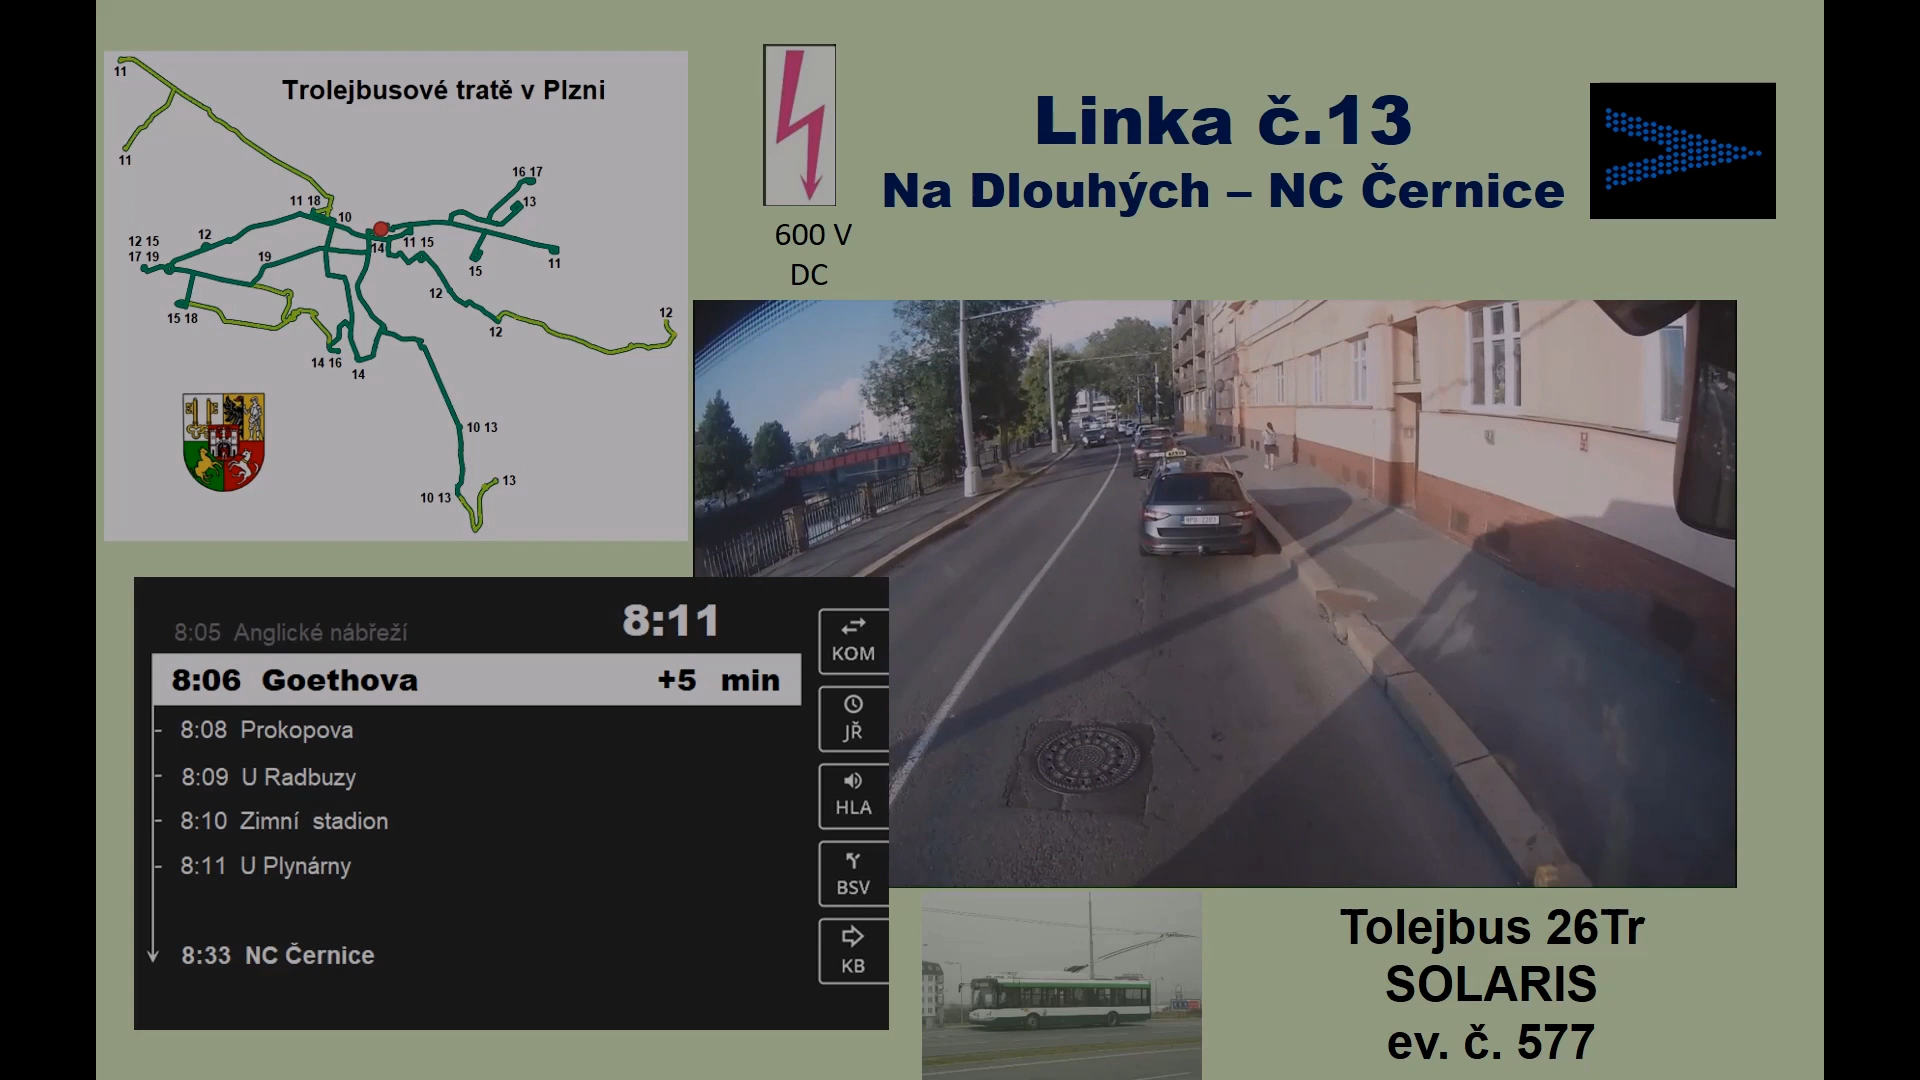 Trolejbusové tratě v Plzni
11
11
11 18
10
16 17
13
12
12 15
17 19
19
14
11 15
15
11
12
12
12
15 18
14 16
14
10 13
10 13
13
600 V
DC
Linka č.13
Na Dlouhých – NC Černice
8:11
8:05 Anglické nábřeží
8:06 Goethova +5 min
8:08 Prokopova
8:09 U Radbuzy
8:10 Zimní stadion
8:11 U Plynárny
8:33 NC Černice
KOM
JŘ
HLA
BSV
KB
Tolejbus 26Tr
SOLARIS
ev. č. 577